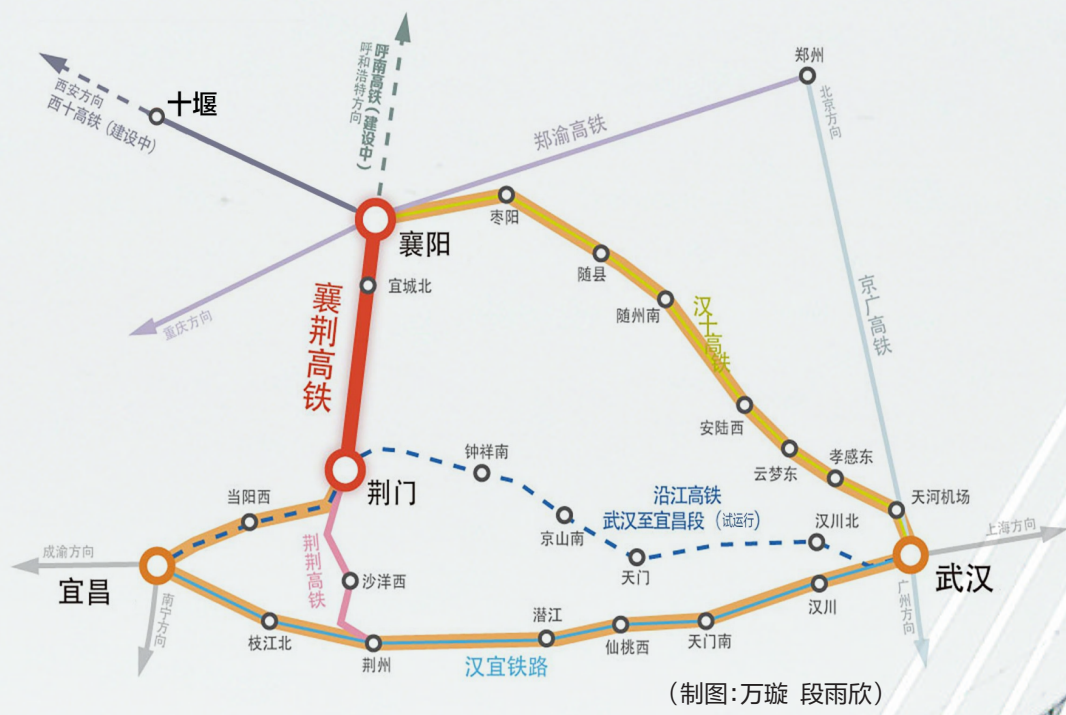 郑州
北京方向
呼南高铁（建设中）
呼和浩特方向
西安方向
西十高铁（建设中）
十堰
郑渝高铁
襄阳
枣阳
随县
随州南
汉十高铁
京广高铁
宜城北
重庆方向
襄荆高铁
安陆西
云梦东
孝感东
天河机场
钟祥南
荆门
当阳西
沿江高铁
武汉至宜昌段（试运行）
京山南
汉川北
天门
上海方向
武汉
广州方向
成渝方向
宜昌
南宁方向
荆荆高铁
沙洋西
枝江北
荆州
潜江
仙桃西
天门南
汉川
汉宜铁路
（制图：万璇 段雨欣）